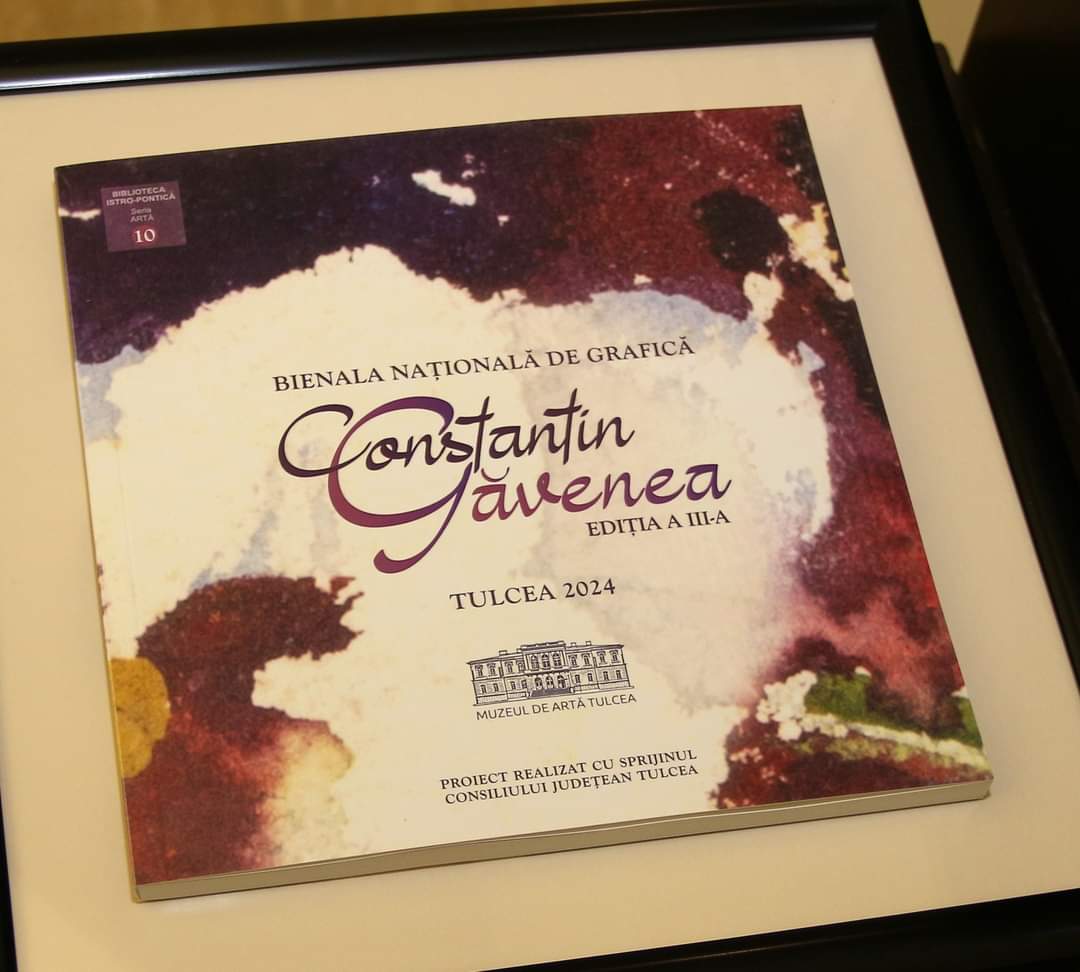 BIBLIOTECA
ISTRO-PONTICĂ
Seria
ARTĂ
10
BIENALA NAȚIONALĂ DE GRAFICĂ
Constantin
Găvenea
EDIȚIA A III-A
TULCEA 2024
MUZEUL DE ARTĂ TULCEA
PROIECT REALIZAT CU SPRIJINUL
CONSILIULUI JUDEȚEAN TULCEA